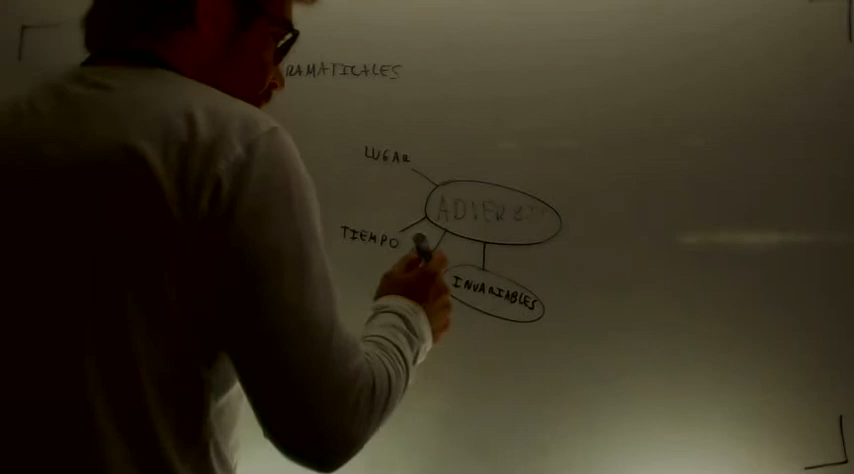 RAMATICALES
LUGAR
ADVERBIO
TIEMPO
INVARIABLES